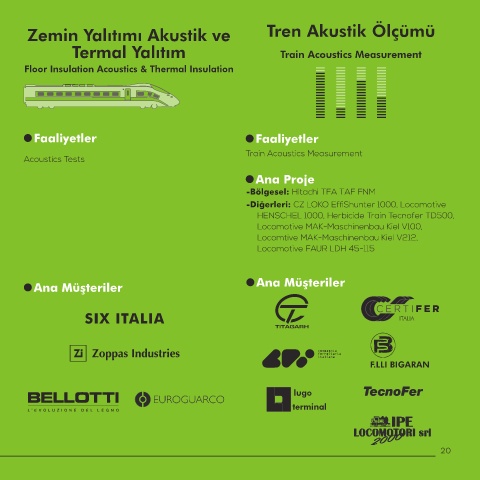 Zemin Yalıtımı Akustik ve
Termal Yalıtım
Floor Insulation Acoustics & Thermal Insulation
Faaliyetler
Acoustics Tests
Ana Müşteriler
SIX ITALIA
Zi Zoppas Industries
BELLOTTI
L'EVOLUZIONE DEL LEGNO
EUROGUARCO
Tren Akustik Ölçümü
Train Acoustics Measurement
Faaliyetler
Train Acoustics Measurement
Ana Proje
-Bölgesel: Hitachi TFA TAF FNM
-Diğerleri: CZ LOKO EffiShunter 1000, Locomotive
HENSCHEL 1000, Herbicide Train Tecnofer TD500,
Locomotive MAK-Maschinenbau Kiel V100,
Locomtive MAK-Maschinenbau Kiel V212,
Locomotive FAUR LDH 45-115
Ana Müşteriler
TITAGARH
CERTIFER
ITALIA
F.LLI BIGARAN
lugo
terminal
TecnoFer
IPE
LOCOMOTORI srl
2000
20